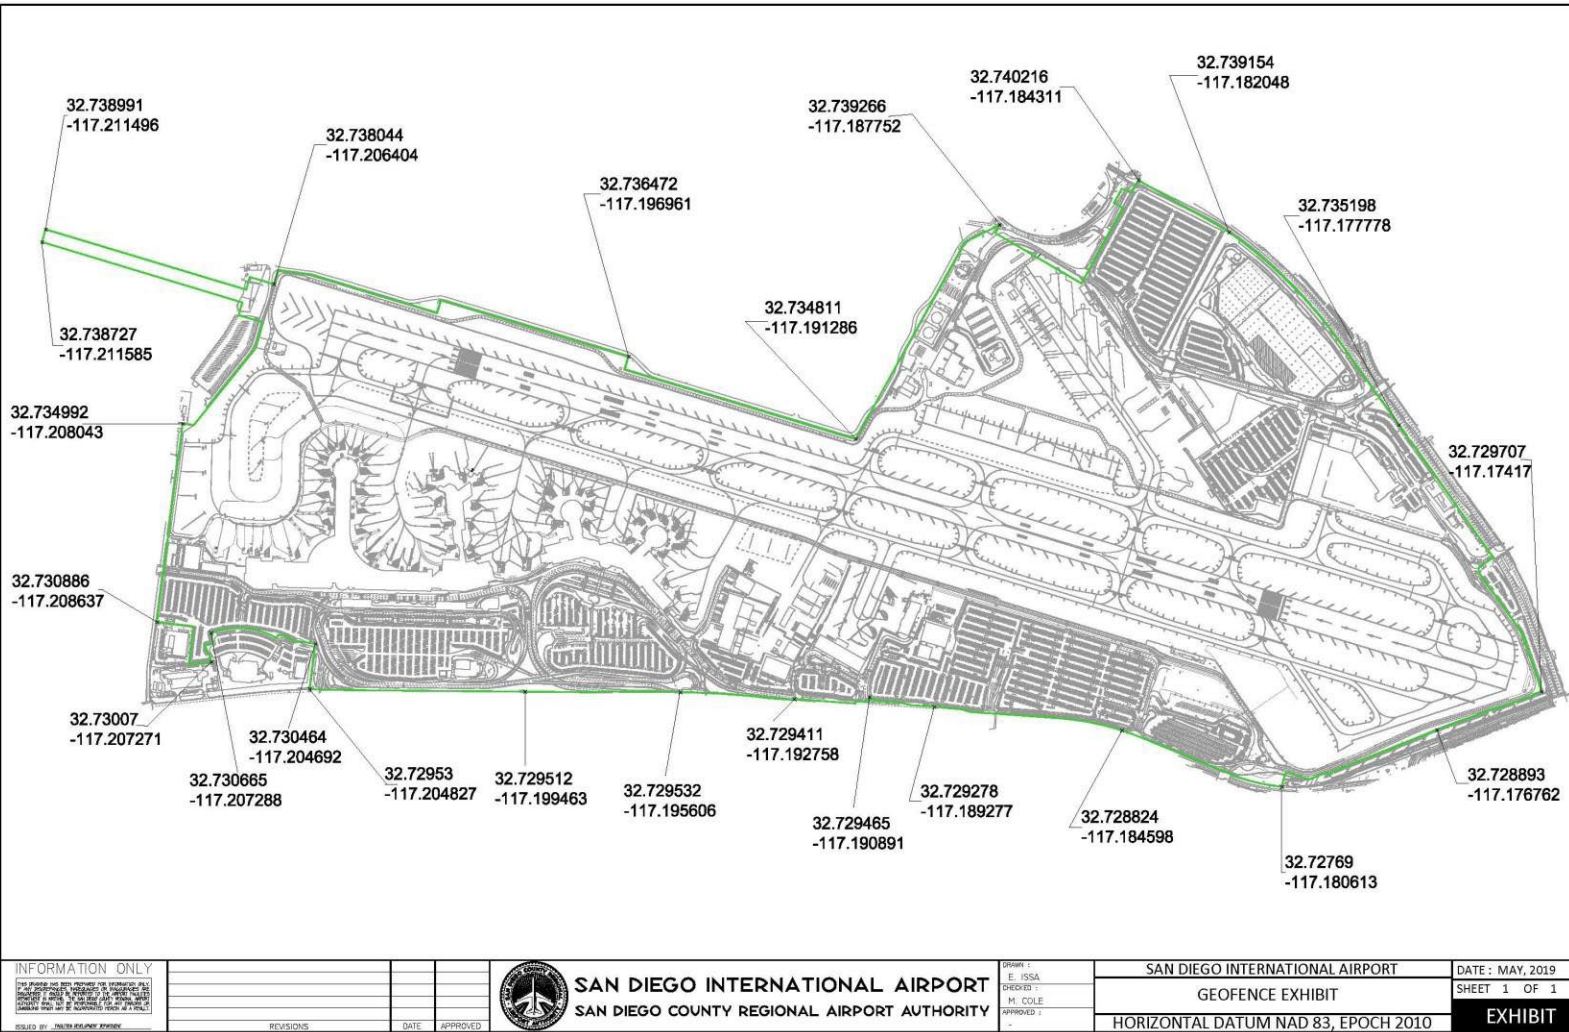 32.738991
-117.211496
32.738044
-117.206404
32.736472
-117.196961
32.739266
-117.187752
32.740216
-117.184311
32.739154
-117.182048
32.735198
-117.177778
32.734811
-117.191286
32.738727
-117.211585
32.734992
-117.208043
32.729707
-117.17417
32.730886
-117.208637
32.73007
-117.207271
32.730464
-117.204692
32.730665
-117.207288
32.72953
-117.204827
32.729512
-117.199463
32.729532
-117.195606
32.729411
-117.192758
32.729465
-117.190891
32.729278
-117.189277
32.728824
-117.184598
32.728893
-117.176762
32.72769
-117.180613
INFORMATION ONLY
ISSUED BY
REVISIONS
DATE
APPROVED
SAN DIEGO INTERNATIONAL AIRPORT
SAN DIEGO COUNTY REGIONAL AIRPORT AUTHORITY
DRAWN :
E. ISSA
CHECKED :
M. COLE
APPROVED :
-
SAN DIEGO INTERNATIONAL AIRPORT
GEOFENCE EXHIBIT
HORIZONTAL DATUM NAD 83, EPOCH 2010
DATE : MAY, 2019
SHEET 1 OF 1
EXHIBIT